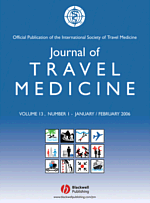 Official Publication of the International Society of Travel Medicine
Journal of
TRAVEL
MEDICINE
VOLUME 13, NUMBER 1 • JANUARY / FEBRUARY 2006
Blackwell
Publishing